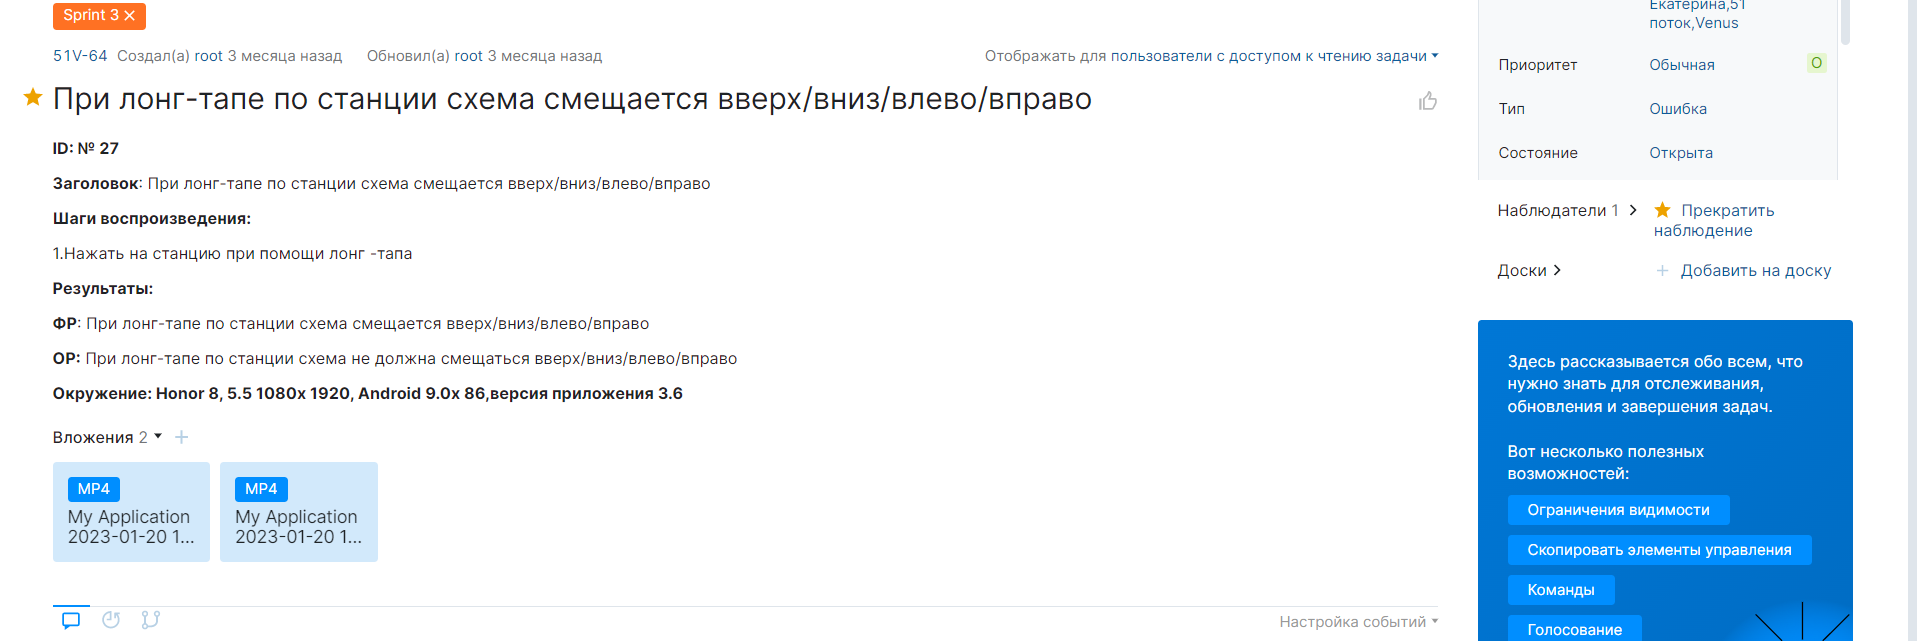 Sprint 3
51V-64 Создал(а) root 3 месяца назад Обновил(а) root 3 месяца назад
Отображать для пользователи с доступом к чтению задачи
При лонг-тапе по станции схема смещается вверх/вниз/влево/вправо
ID: № 27
Заголовок: При лонг-тапе по станции схема смещается вверх/вниз/влево/вправо
Шаги воспроизведения:
1.Нажать на станцию при помощи лонг -тапа
Результаты:
ФР: При лонг-тапе по станции схема смещается вверх/вниз/влево/вправо
ОР: При лонг-тапе по станции схема не должна смещаться вверх/вниз/влево/вправо
Окружение: Honor 8, 5.5 1080x 1920, Android 9.0x 86,версия приложения 3.6
Вложения 2
MP4
My Application
2023-01-20 1...
MP4
My Application
2023-01-20 1...
Настройка событий
Екатерина,51
поток,Venus
Приоритет Обычная О
Тип Ошибка
Состояние Открыта
Наблюдатели 1 Прекратить
наблюдение
Доски Добавить на доску
Здесь рассказывается обо всем, что
нужно знать для отслеживания,
обновления и завершения задач.
Вот несколько полезных
возможностей:
Ограничения видимости
Скопировать элементы управления
Команды
Голосование